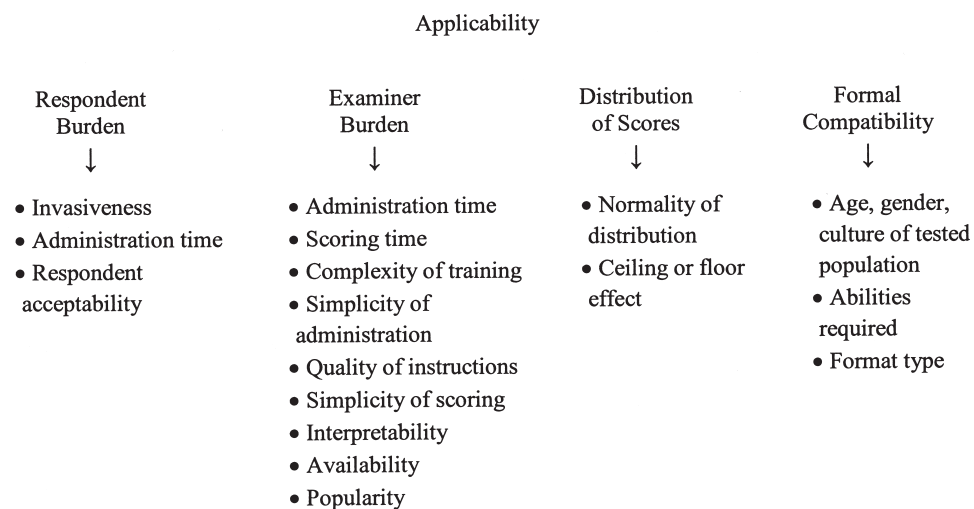 Applicability
Respondent
Burden
↓
• Invasiveness
• Administration time
• Respondent
acceptability
Examiner
Burden
↓
• Administration time
• Scoring time
• Complexity of training
• Simplicity of
administration
• Quality of instructions
• Simplicity of scoring
• Interpretability
• Availability
• Popularity
Distribution
of Scores
↓
• Normality of
distribution
• Ceiling or floor
effect
Formal
Compatibility
↓
• Age, gender,
culture of tested
population
• Abilities
required
• Format type